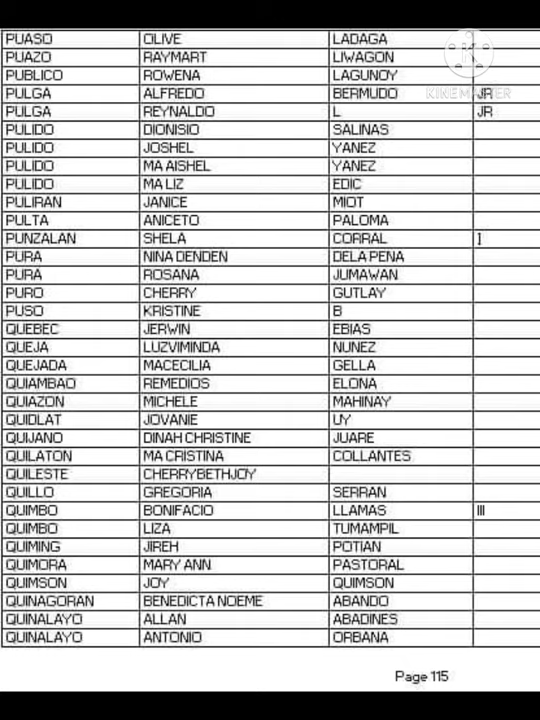 PUASO OLIVE LADAGA
PUAZO RAYMART LIWAGON
PUBLICO ROWENA LAGUNOY
KINEMASTER
PULGA ALFREDO BERMUDO JR
PULGA REYNALDO L JR
PULIDO DIONISIO SALINAS
PULIDO JOSHEL YANEZ
PULIDO MA AISHEL YANEZ
PULIDO MA LIZ EDIC
PULIRAN JANICE MIOT
PULTA ANICETO PALOMA
PUNZALAN SHELA CORRAL ]
PURA NINA DENDEN DELA PENA
PURA ROSANA JUMAWAN
PURO CHERRY GUTLAY
PUSO KRISTINE B
QUEBEC JERWIN EBIAS
QUEJA LUZVIMINDA NUNEZ
QUEJADA MACECILIA GELLA
QUIAMBAO REMEDIOS ELONA
QUIAZON MICHELE MAHINAY
QUIDLAT JOVANIE UY
QUIJANO DINAH CHRISTINE JUARE
QUILATON MA CRISTINA COLLANTES
QUILESTE CHERRYBETHJOY
QUILLO GREGORIA SERRAN
QUIMBO BONIFACIO LLAMAS III
QUIMBO LIZA TUMAMPIL
QUIMING JIREH POTIAN
QUIMORA MARY ANN PASTORAL
QUIMSON JOY QUIMSON
QUINAGORAN BENEDICTA NOEME ABANDO
QUINALAYO ALLAN ABADINES
QUINALAYO ANTONIO ORBANA
Page 115